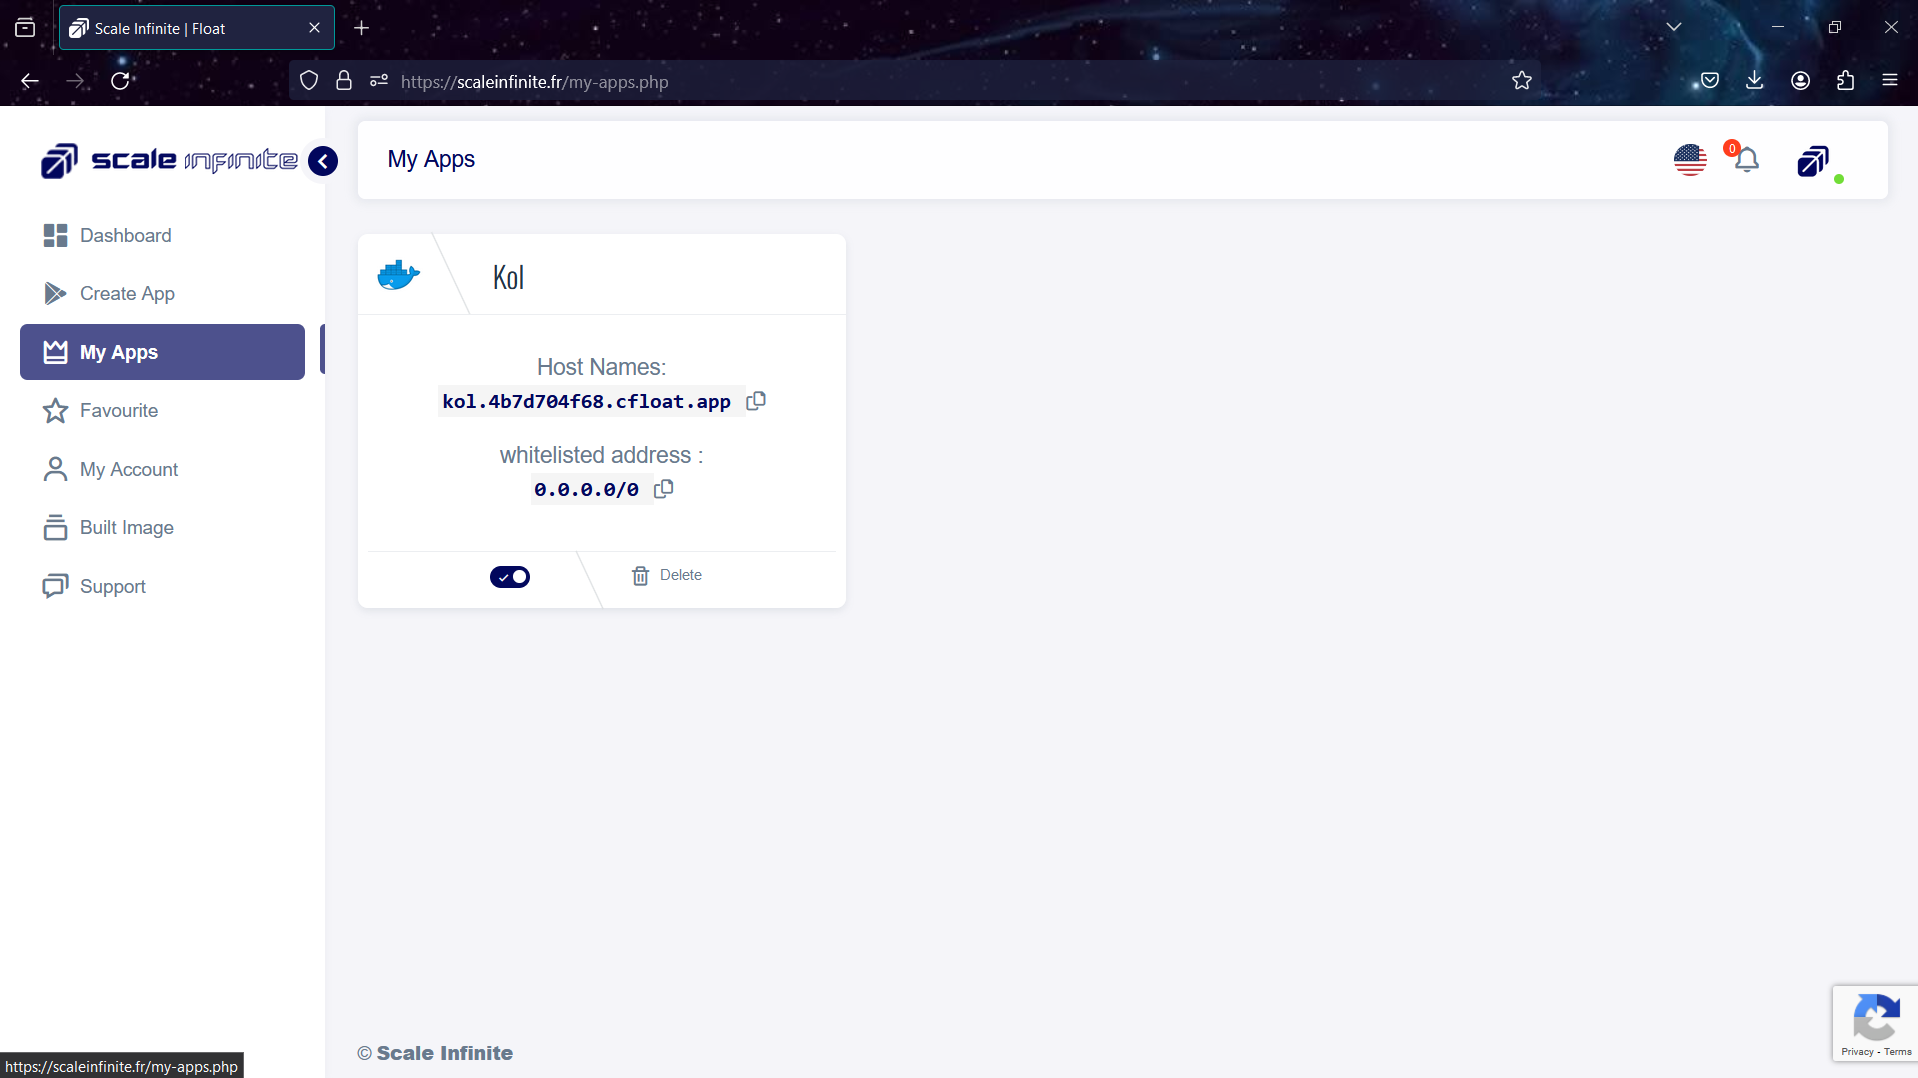 Scale Infinite | Float
https://scaleinfinite.fr/my-apps.php
scale infinite
My Apps
0
Dashboard
Create App
My Apps
Favourite
My Account
Built Image
Support
Kol
Host Names:
kol.4b7d704f68.cfloat.app
whitelisted address :
0.0.0.0/0
Delete
© Scale Infinite
Privacy - Terms
https://scaleinfinite.fr/my-apps.php